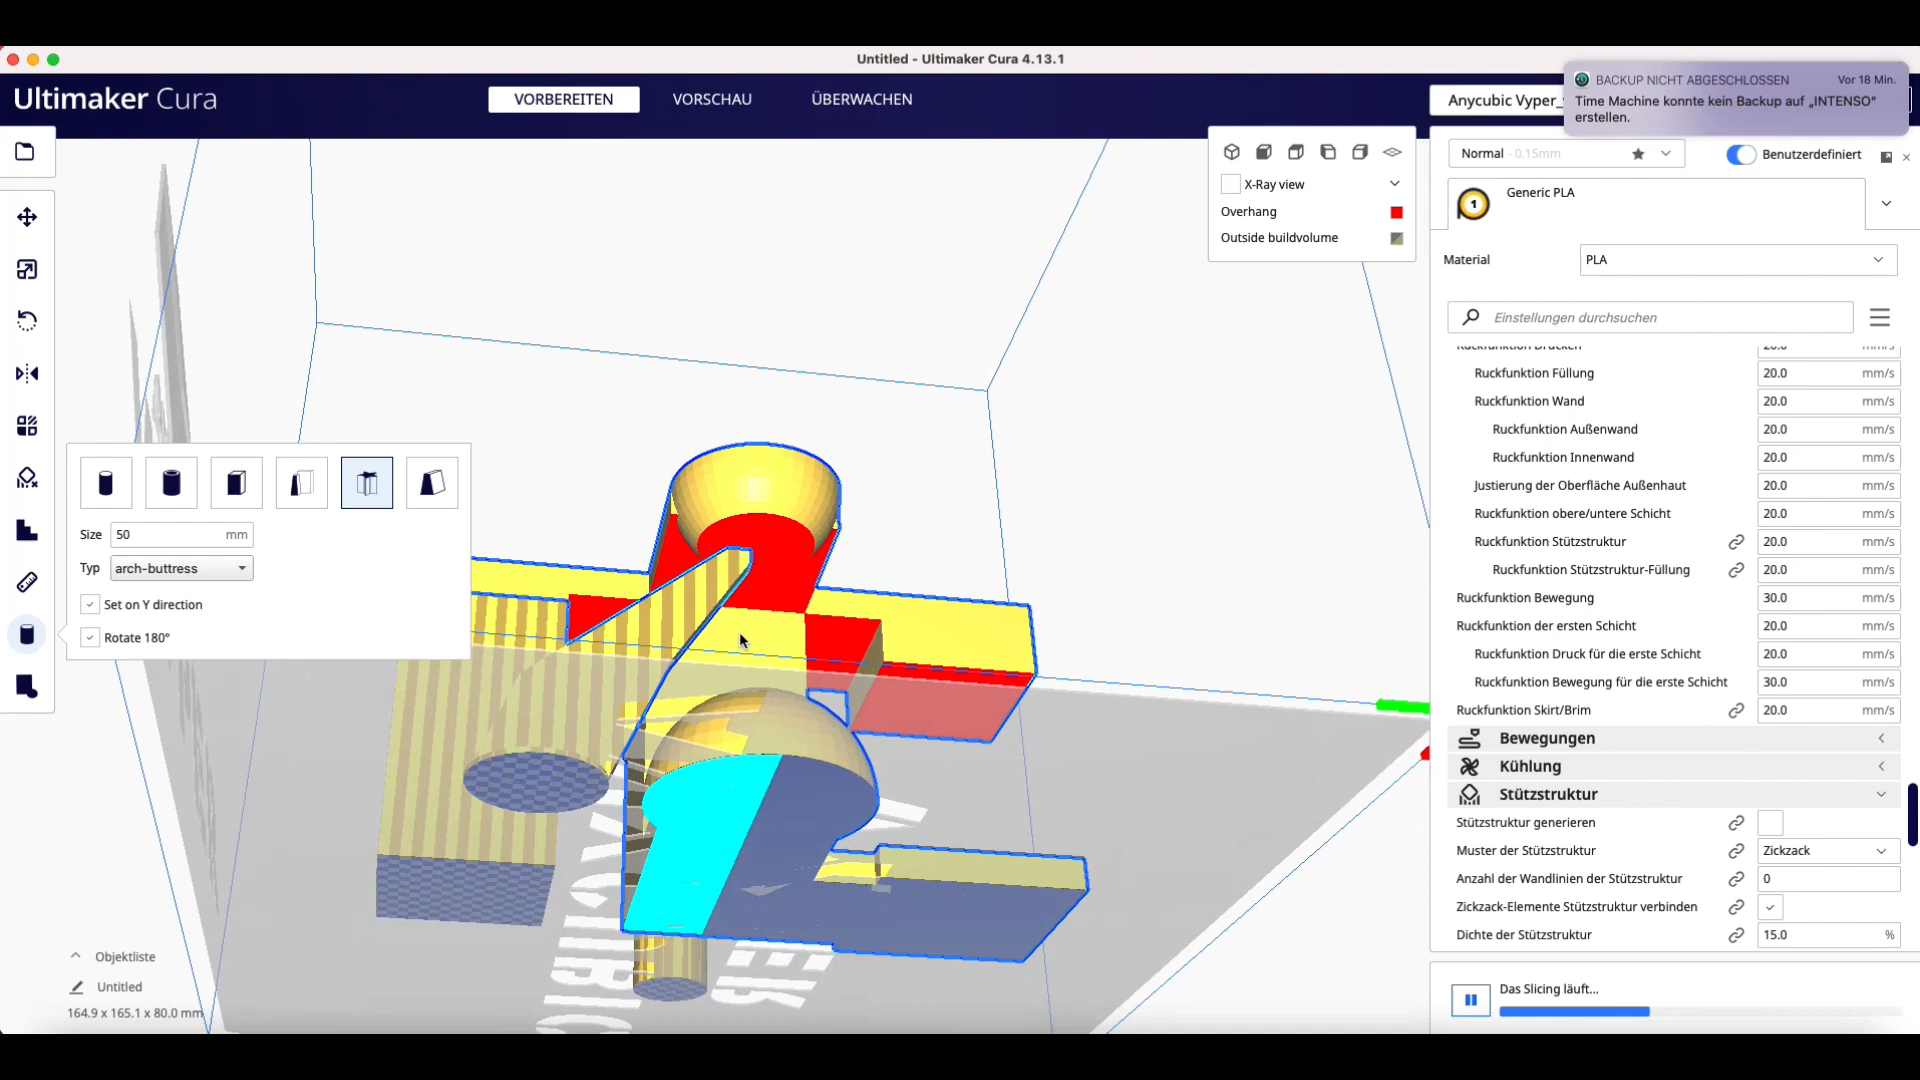 Untitled - Ultimaker Cura 4.13.1
Ultimaker Cura
VORBEREITEN
VORSCHAU
ÜBERWACHEN
Anycubic Vyper_
BACKUP NICHT ABGESCHLOSSEN
Vor 18 Min.
Time Machine konnte kein Backup auf „INTENSO“
erstellen.
X-Ray view
Overhang
Outside buildvolume
Normal - 0.15mm
Benutzerdefiniert
1
Generic PLA
Material
PLA
Einstellungen durchsuchen
Ruckfunktion Drucken 20.0 mm/s
Ruckfunktion Füllung 20.0 mm/s
Ruckfunktion Wand 20.0 mm/s
Ruckfunktion Außenwand 20.0 mm/s
Ruckfunktion Innenwand 20.0 mm/s
Justierung der Oberfläche Außenhaut 20.0 mm/s
Ruckfunktion obere/untere Schicht 20.0 mm/s
Ruckfunktion Stützstruktur 20.0 mm/s
Ruckfunktion Stützstruktur-Füllung 20.0 mm/s
Ruckfunktion Bewegung 30.0 mm/s
Ruckfunktion der ersten Schicht 20.0 mm/s
Ruckfunktion Druck für die erste Schicht 20.0 mm/s
Ruckfunktion Bewegung für die erste Schicht 30.0 mm/s
Ruckfunktion Skirt/Brim 20.0 mm/s
Bewegungen
Kühlung
Stützstruktur
Stützstruktur generieren
Muster der Stützstruktur Zickzack
Anzahl der Wandlinien der Stützstruktur 0
Zickzack-Elemente Stützstruktur verbinden
Dichte der Stützstruktur 15.0 %
Das Slicing läuft...
Size 50 mm
Typ arch-buttress
Set on Y direction
Rotate 180°
Objektliste
Untitled
164.9 x 165.1 x 80.0 mm